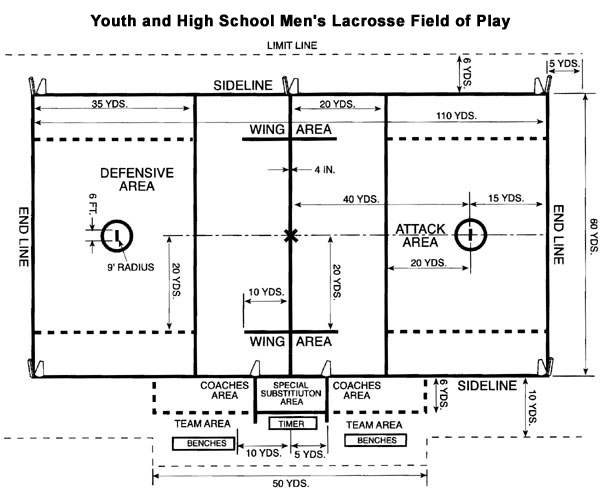 Youth and High School Men's Lacrosse Field of Play
LIMIT LINE
6 YDS.
5 YDS.
SIDELINE
35 YDS.
20 YDS.
110 YDS.
WING AREA
DEFENSIVE
AREA
4 IN.
6 FT.
40 YDS.
15 YDS.
END LINE
ATTACK
AREA
END LINE
60 YDS.
9' RADIUS
20 YDS.
20 YDS.
20 YDS.
10 YDS.
WING AREA
COACHES
AREA
SPECIAL
SUBSTITUTON
AREA
COACHES
AREA
6 YDS.
SIDELINE
10 YDS.
TEAM AREA
TIMER
TEAM AREA
BENCHES
BENCHES
10 YDS.
5 YDS.
50 YDS.